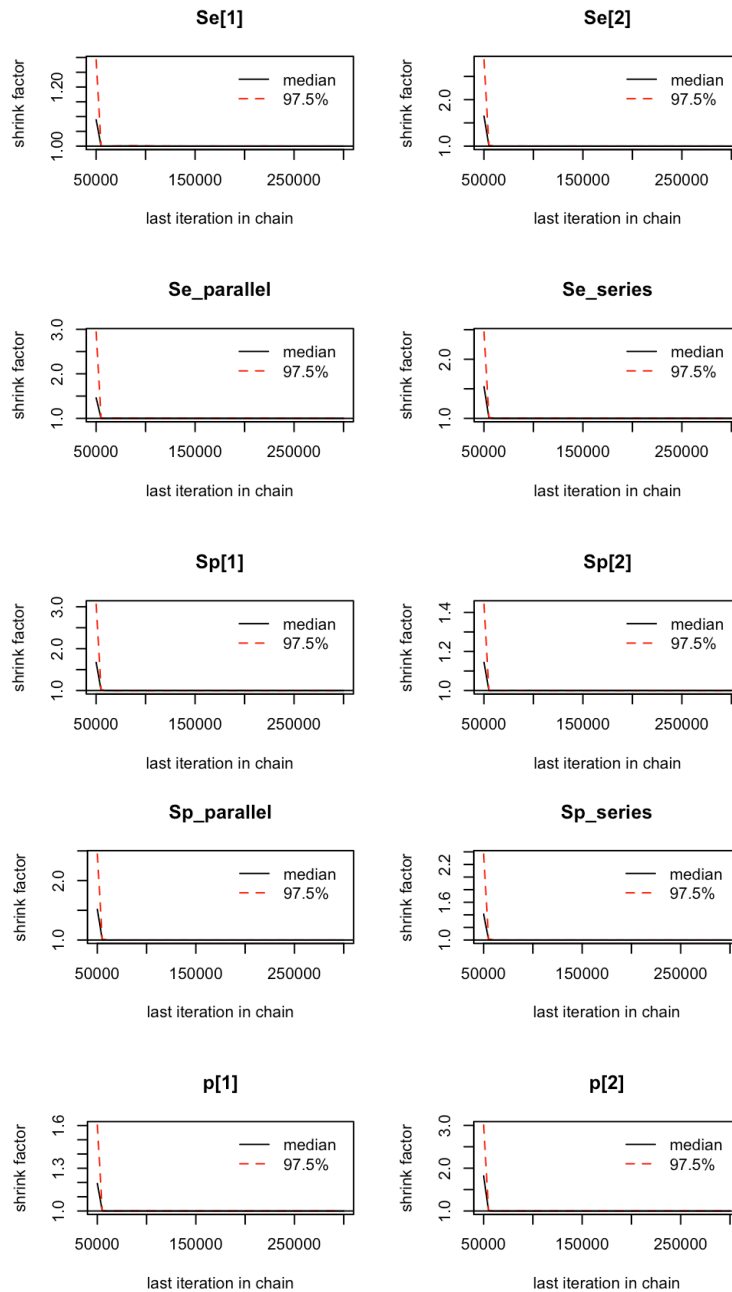 Se[1]
shrink factor
1.00 1.20
median
97.5%
50000 150000 250000
last iteration in chain
Se[2]
shrink factor
1.0 2.0
median
97.5%
50000 150000 250000
last iteration in chain
Se_parallel
shrink factor
1.0 2.0 3.0
median
97.5%
50000 150000 250000
last iteration in chain
Se_series
shrink factor
1.0 2.0
median
97.5%
50000 150000 250000
last iteration in chain
Sp[1]
shrink factor
1.0 2.0 3.0
median
97.5%
50000 150000 250000
last iteration in chain
Sp[2]
shrink factor
1.0 1.2 1.4
median
97.5%
50000 150000 250000
last iteration in chain
Sp_parallel
shrink factor
1.0 2.0
median
97.5%
50000 150000 250000
last iteration in chain
Sp_series
shrink factor
1.0 1.6 2.2
median
97.5%
50000 150000 250000
last iteration in chain
p[1]
shrink factor
1.0 1.3 1.6
median
97.5%
50000 150000 250000
last iteration in chain
p[2]
shrink factor
1.0 2.0 3.0
median
97.5%
50000 150000 250000
last iteration in chain